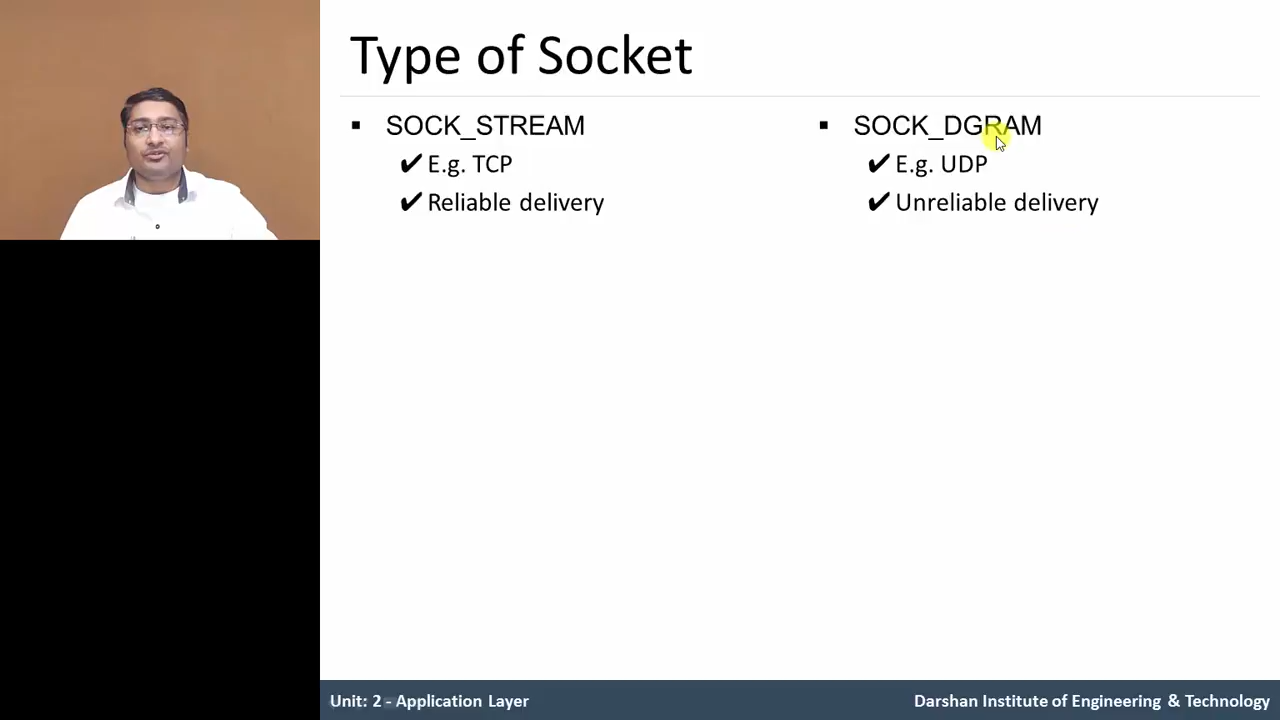 Type of Socket
▪ SOCK_STREAM
✔ E.g. TCP
✔ Reliable delivery
▪ SOCK_DGRAM
✔ E.g. UDP
✔ Unreliable delivery
Unit: 2 - Application Layer
Darshan Institute of Engineering & Technology